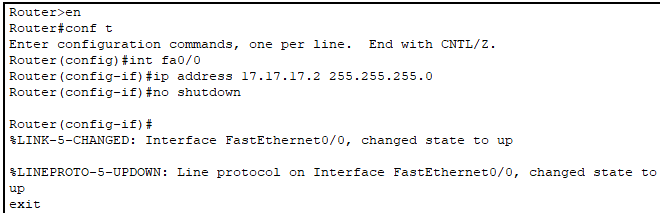 Router>en
Router#conf t
Enter configuration commands, one per line.  End with CNTL/Z.
Router(config)#int fa0/0
Router(config-if)#ip address 17.17.17.2 255.255.255.0
Router(config-if)#no shutdown
Router(config-if)#
%LINK-5-CHANGED: Interface FastEthernet0/0, changed state to up
%LINEPROTO-5-UPDOWN: Line protocol on Interface FastEthernet0/0, changed state to
up
exit